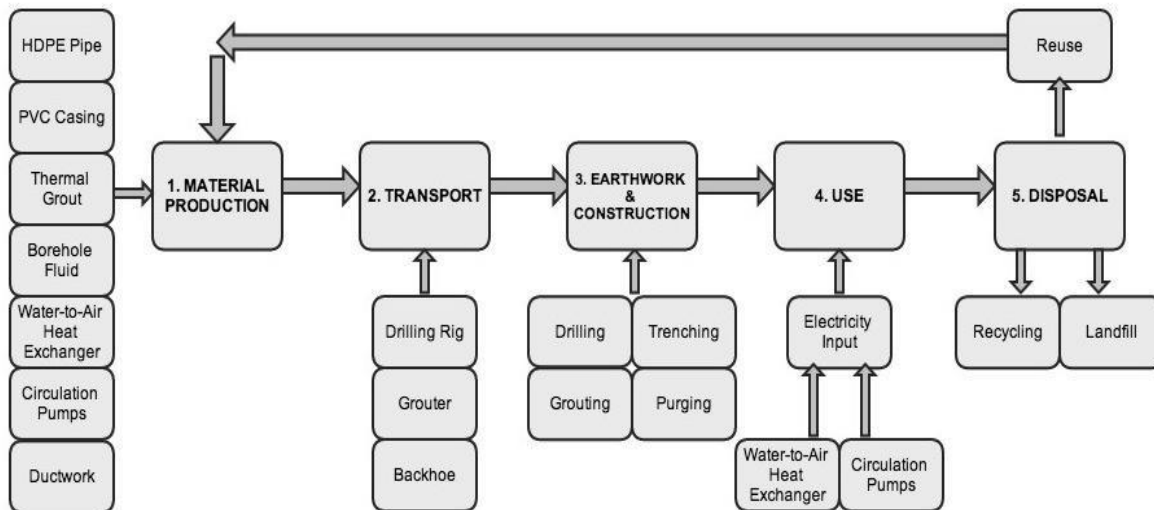 HDPE Pipe
PVC Casing
Thermal
Grout
Borehole
Fluid
Water-to-Air
Heat
Exchanger
Circulation
Pumps
Ductwork
1. MATERIAL
PRODUCTION
2. TRANSPORT
Drilling Rig
Grouter
Backhoe
3. EARTHWORK
&
CONSTRUCTION
Drilling
Trenching
Grouting
Purging
4. USE
Electricity
Input
Water-to-Air
Heat
Exchanger
Circulation
Pumps
5. DISPOSAL
Reuse
Recycling
Landfill